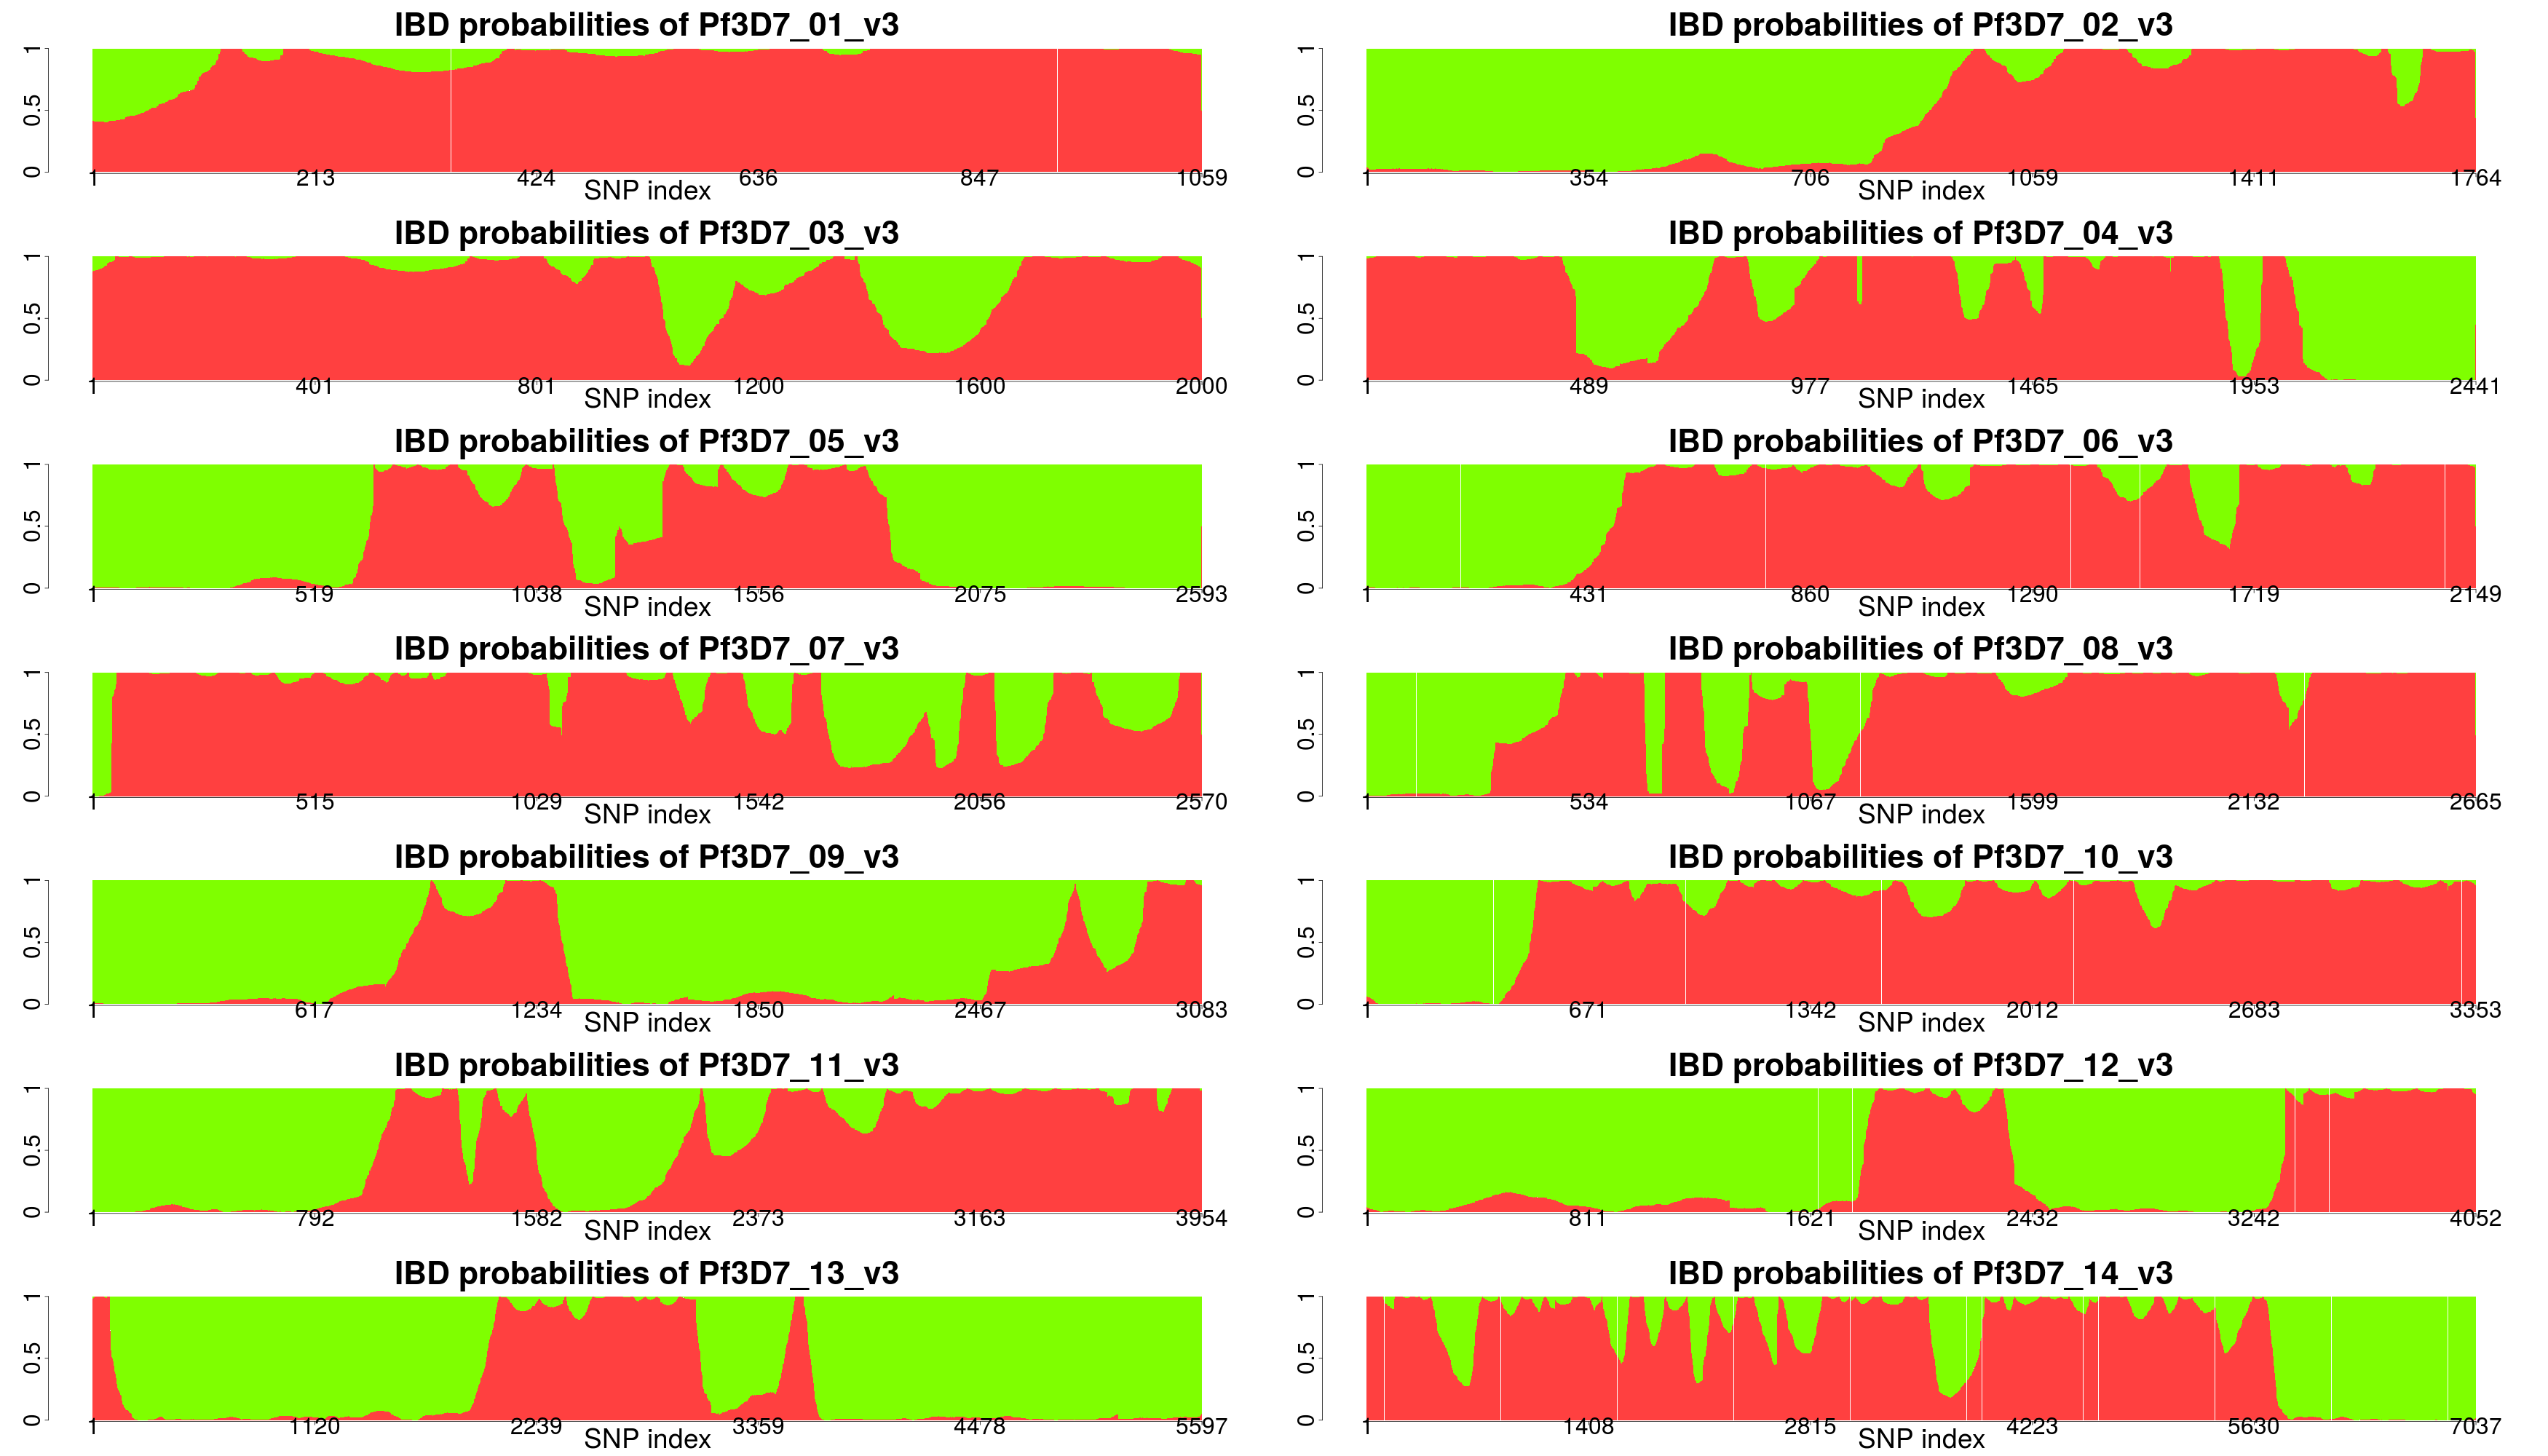 IBD probabilities of Pf3D7_01_v3
0 0.5 1
1 213 424 636 847 1059
SNP index
IBD probabilities of Pf3D7_02_v3
0 0.5 1
1 354 706 1059 1411 1764
SNP index
IBD probabilities of Pf3D7_03_v3
0 0.5 1
1 401 801 1200 1600 2000
SNP index
IBD probabilities of Pf3D7_04_v3
0 0.5 1
1 489 977 1465 1953 2441
SNP index
IBD probabilities of Pf3D7_05_v3
0 0.5 1
1 519 1038 1556 2075 2593
SNP index
IBD probabilities of Pf3D7_06_v3
0 0.5 1
1 431 860 1290 1719 2149
SNP index
IBD probabilities of Pf3D7_07_v3
0 0.5 1
1 515 1029 1542 2056 2570
SNP index
IBD probabilities of Pf3D7_08_v3
0 0.5 1
1 534 1067 1599 2132 2665
SNP index
IBD probabilities of Pf3D7_09_v3
0 0.5 1
1 617 1234 1850 2467 3083
SNP index
IBD probabilities of Pf3D7_10_v3
0 0.5 1
1 671 1342 2012 2683 3353
SNP index
IBD probabilities of Pf3D7_11_v3
0 0.5 1
1 792 1582 2373 3163 3954
SNP index
IBD probabilities of Pf3D7_12_v3
0 0.5 1
1 811 1621 2432 3242 4052
SNP index
IBD probabilities of Pf3D7_13_v3
0 0.5 1
1 1120 2239 3359 4478 5597
SNP index
IBD probabilities of Pf3D7_14_v3
0 0.5 1
1 1408 2815 4223 5630 7037
SNP index